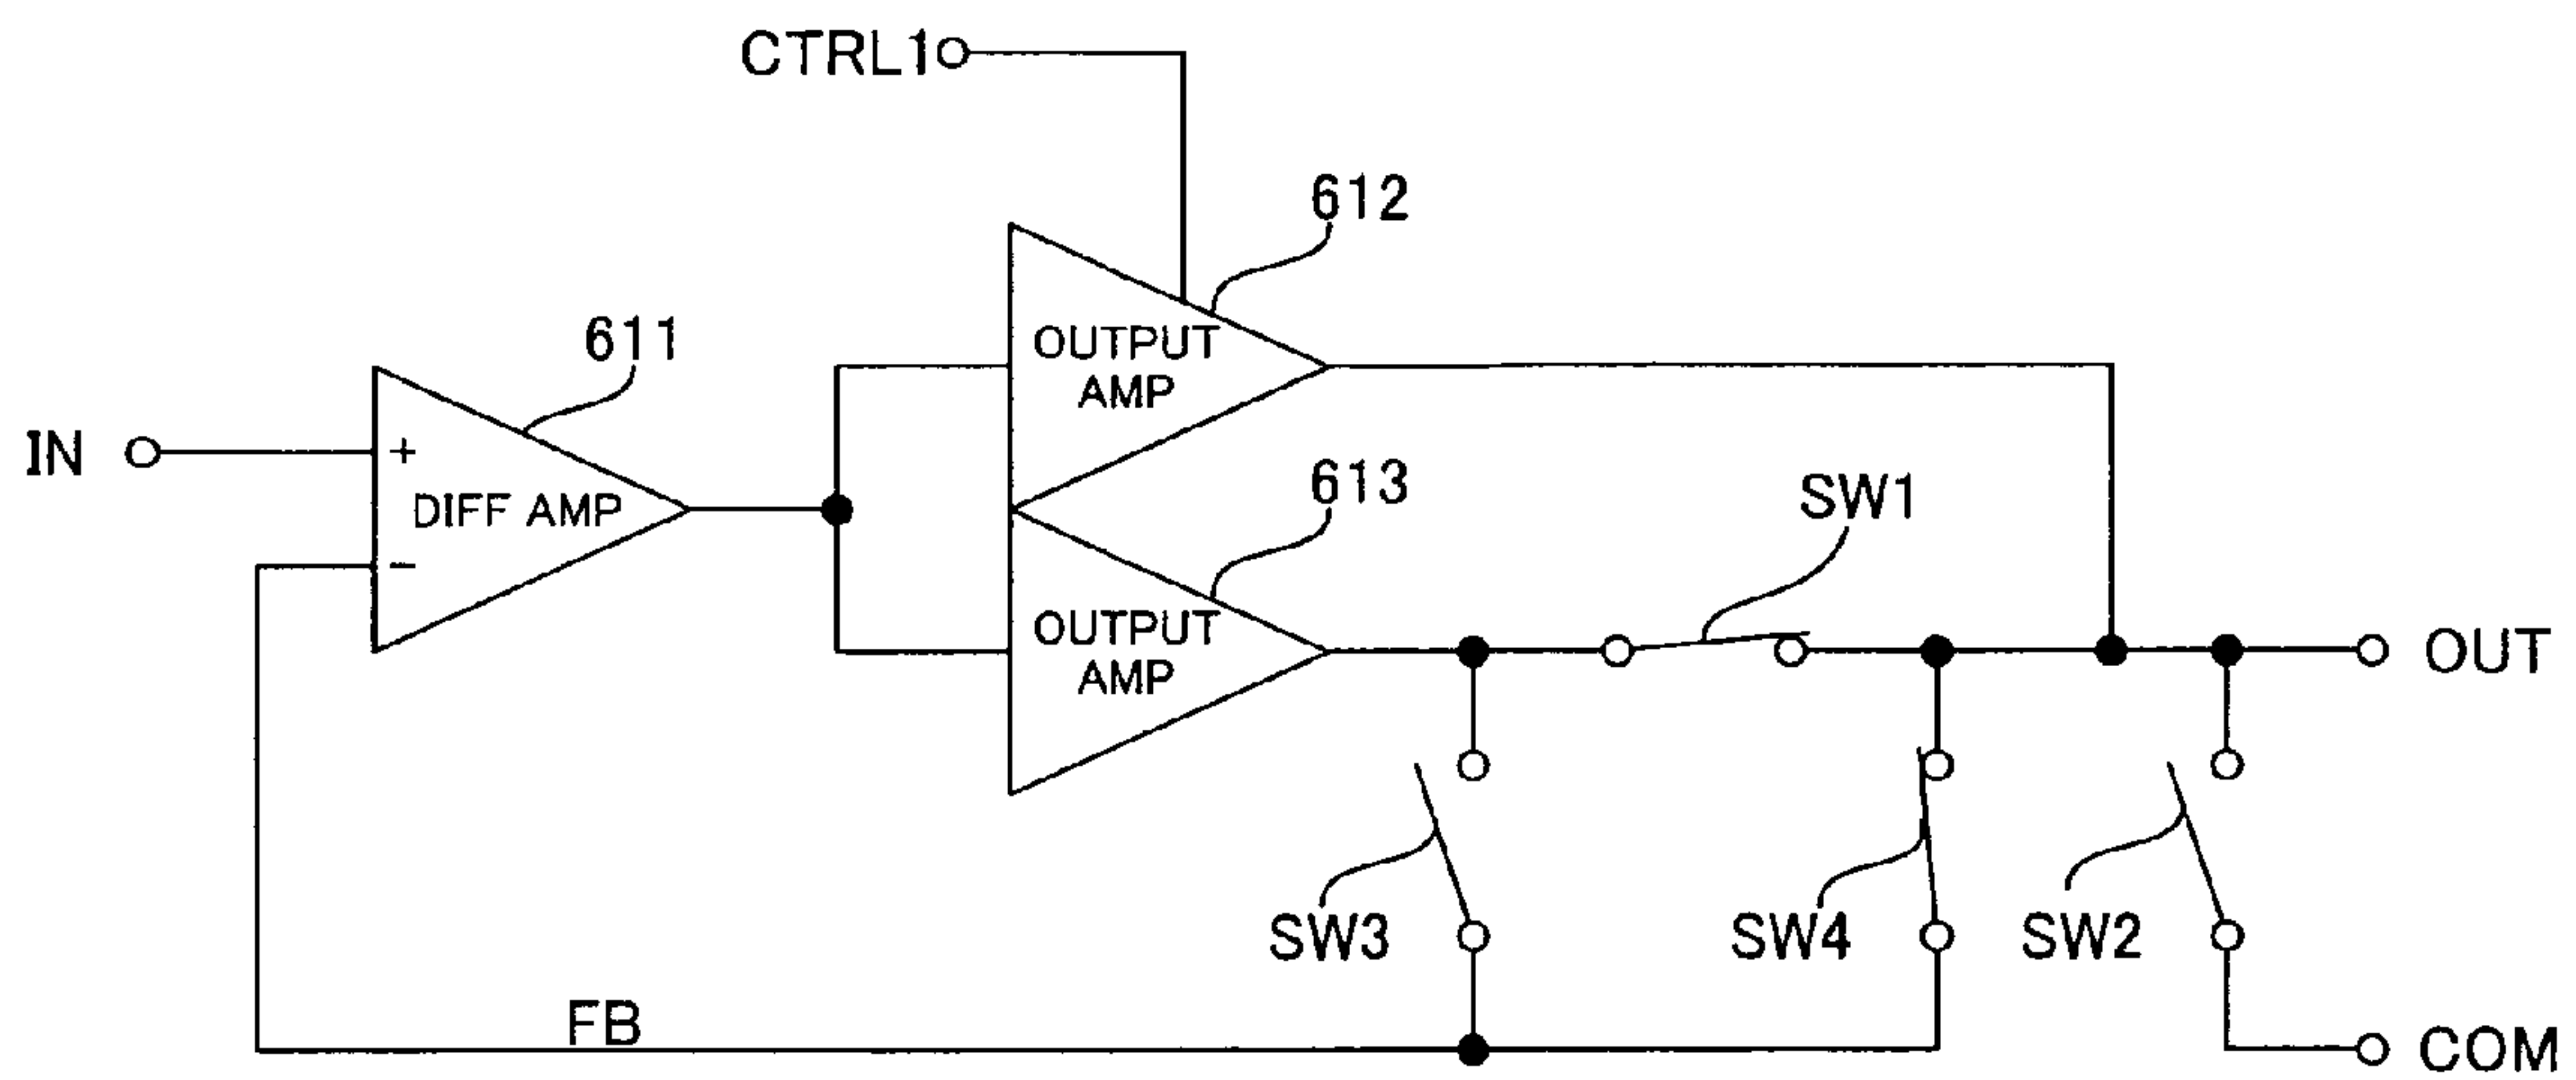 CTRL1
612
OUTPUT
AMP
611
IN
+
DIFF AMP
−
613
SW1
OUTPUT
AMP
OUT
SW3
SW4
SW2
FB
COM